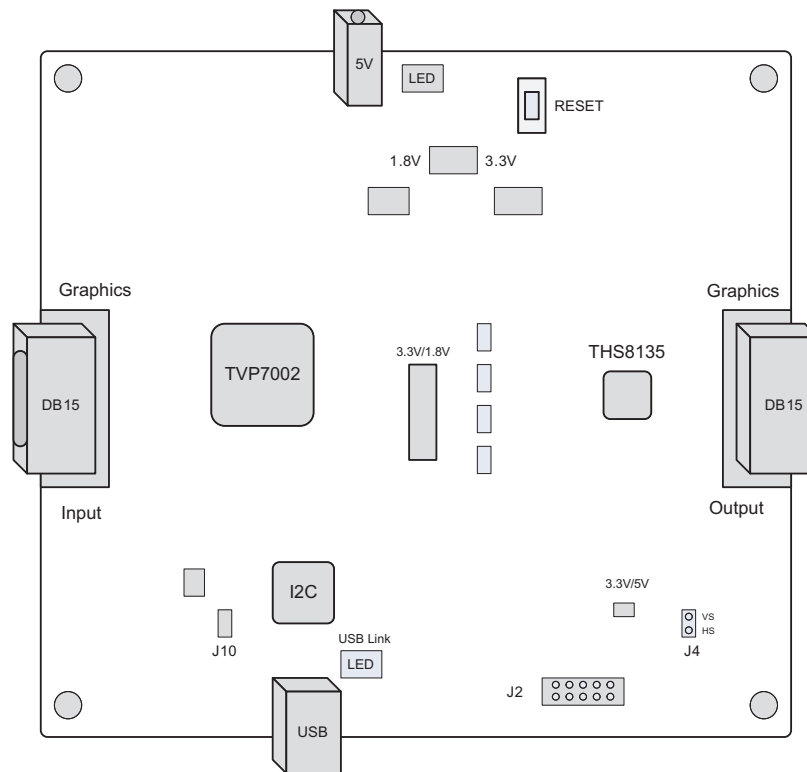 5V
LED
RESET
1.8V
3.3V
Graphics
Graphics
TVP7002
3.3V/1.8V
THS8135
DB15
DB15
Input
Output
I2C
3.3V/5V
VS
HS
J10
USB Link
LED
J4
J2
USB